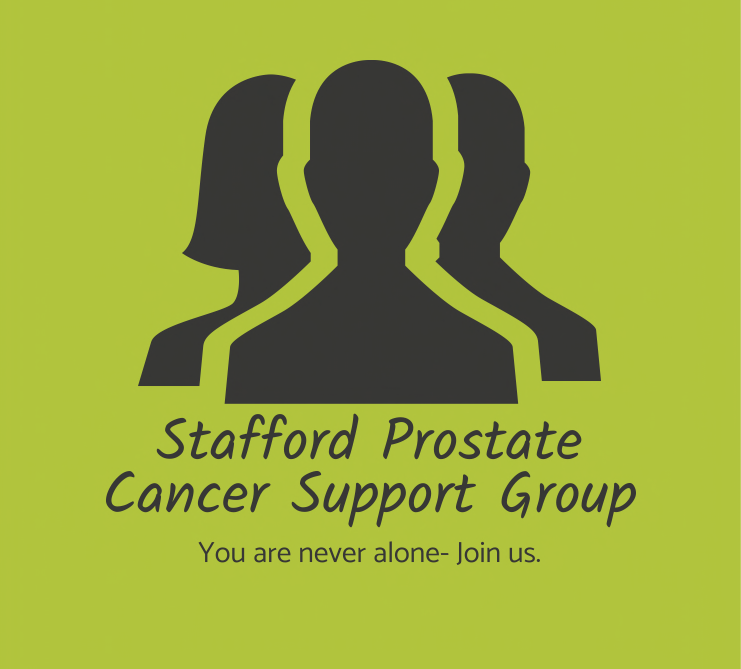 Stafford Prostate
Cancer Support Group
You are never alone- Join us.